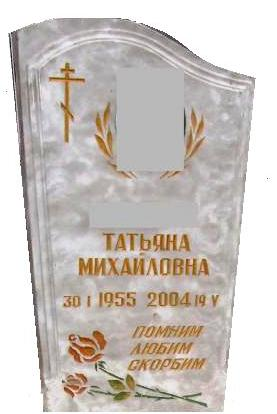 ТАТЬЯНА
МИХАЙЛОВНА
30 I 1955 2004 19 V
ПОМНИМ
ЛЮБИМ
СКОРБИМ